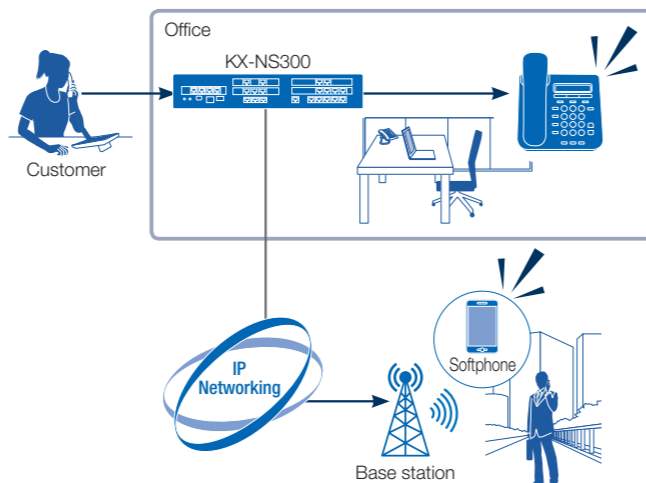 Office
KX-NS300
Customer
IP
Networking
Softphone
Base station